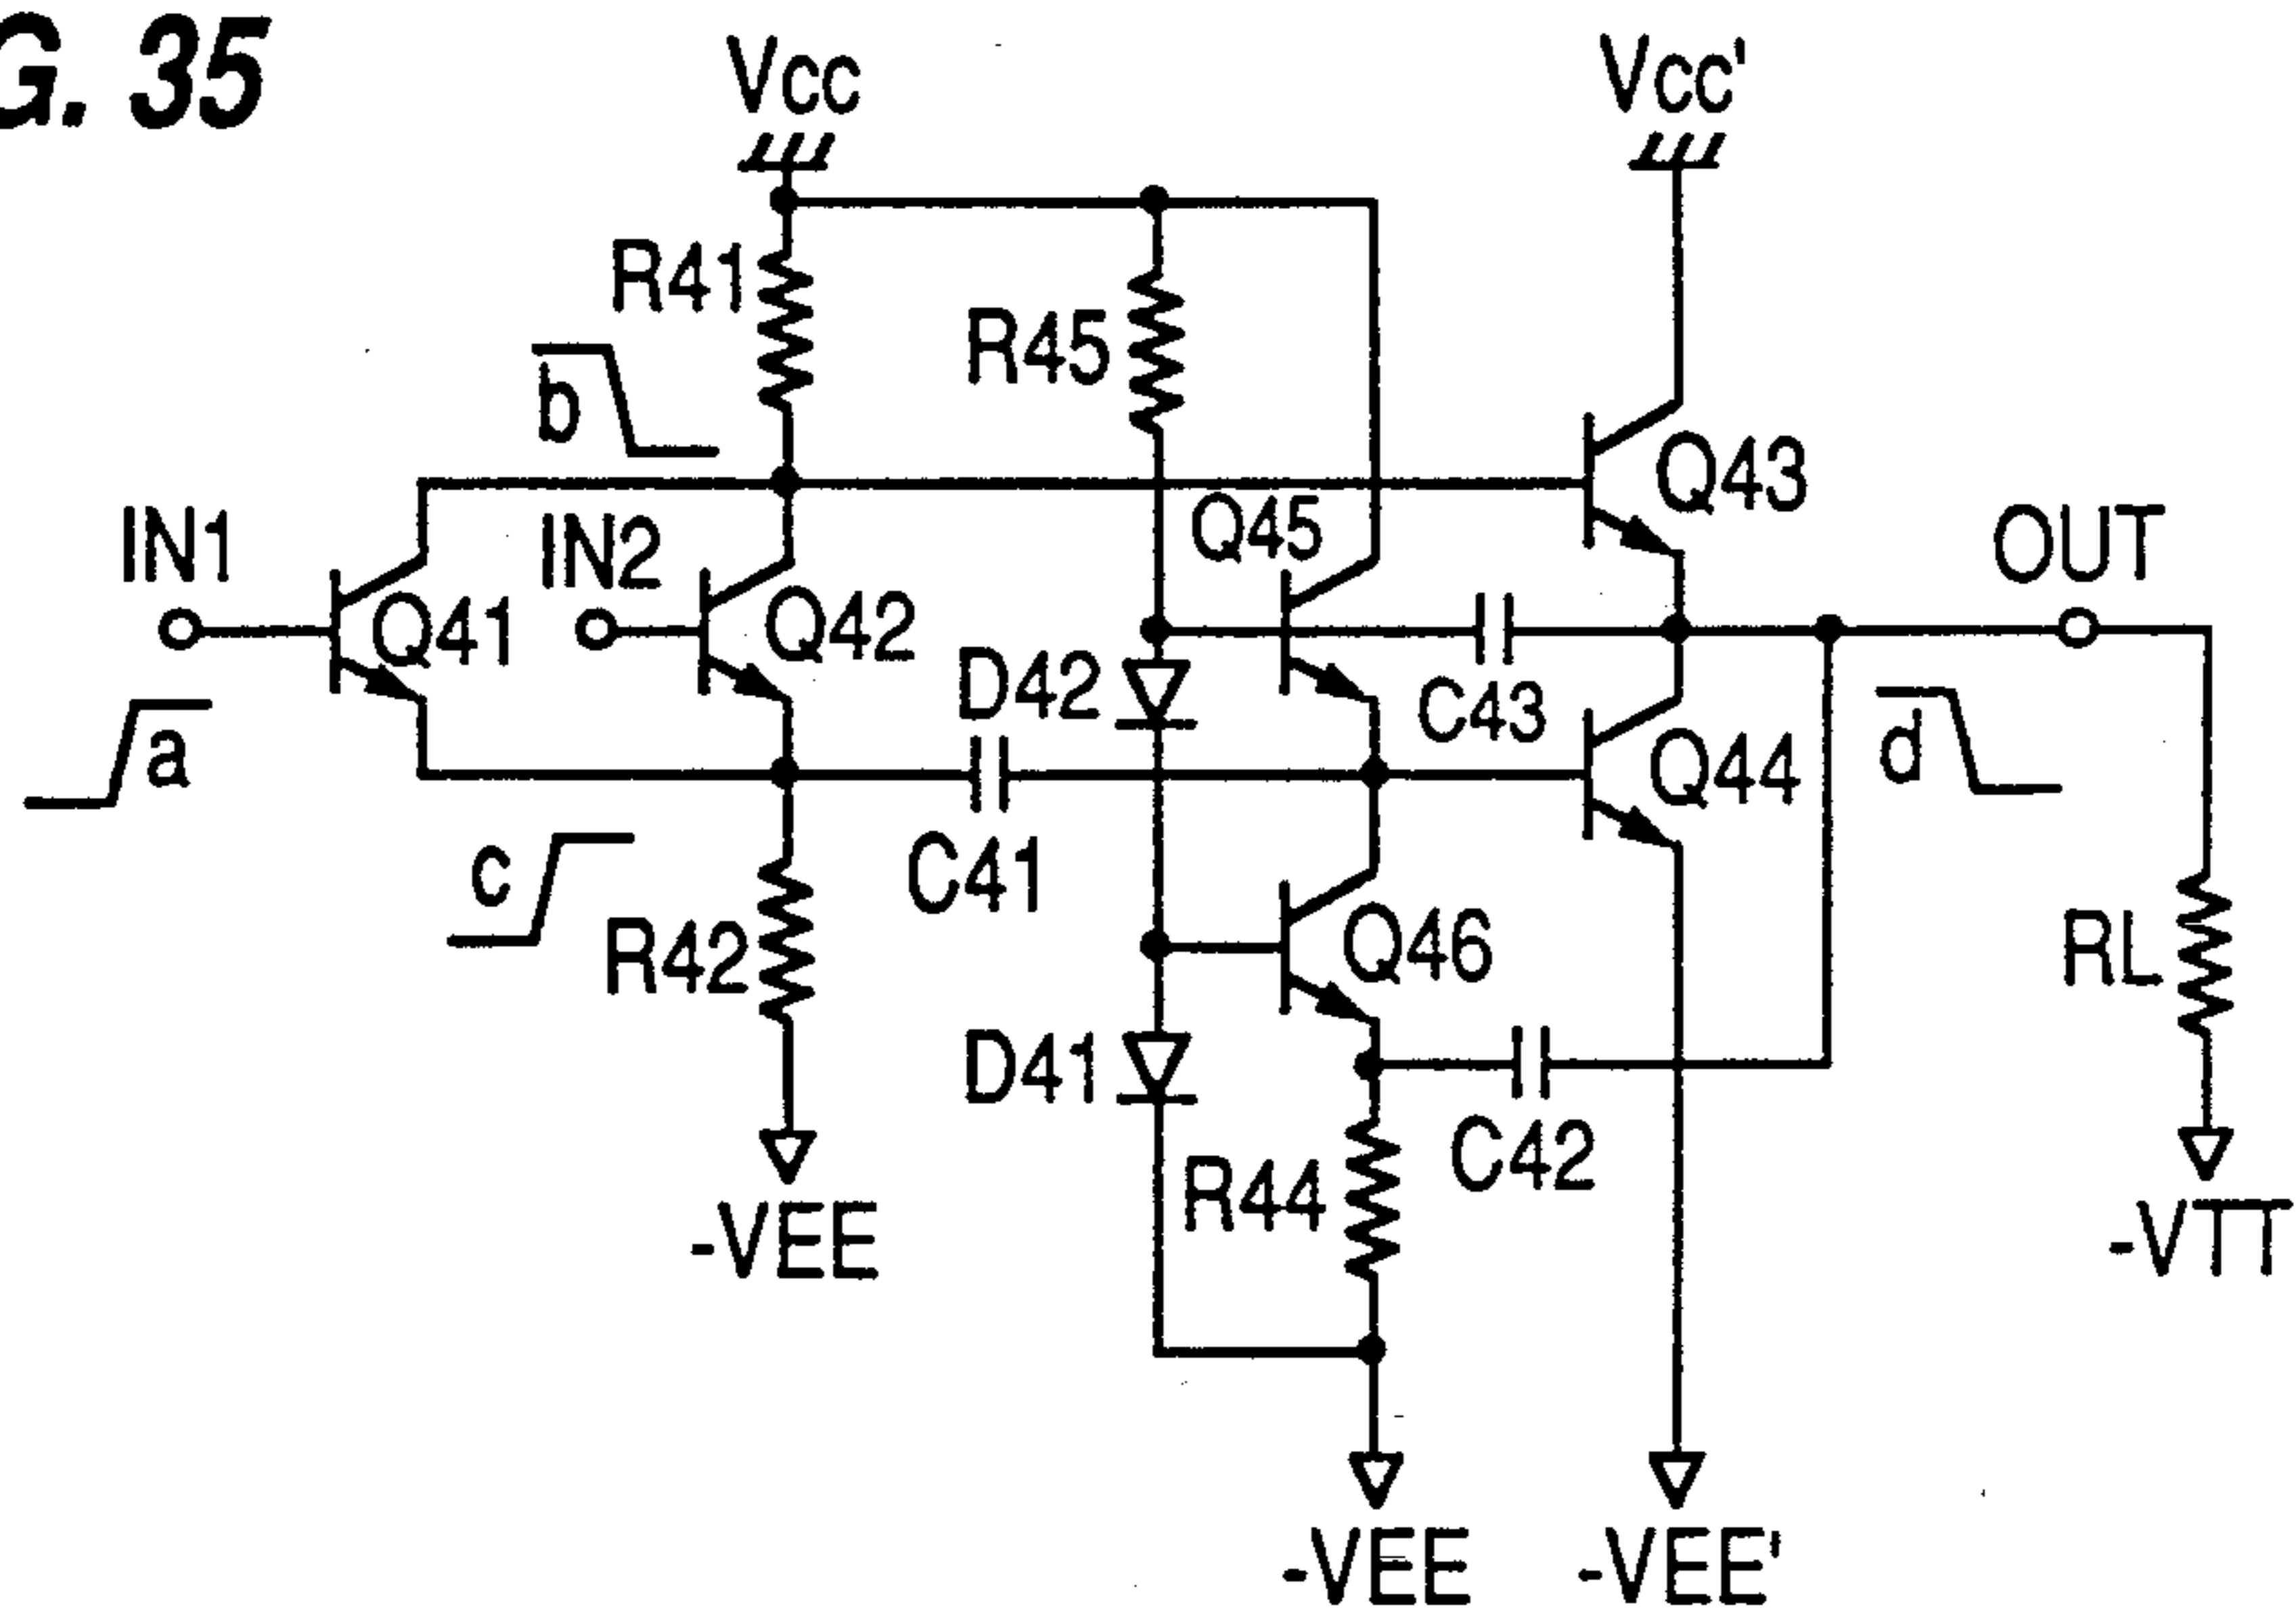 G. 35
Vcc
Vcc'
R41
R45
b
Q43
IN1
IN2
Q45
OUT
Q41
Q42
D42
C43
a
Q44
d
c
C41
R42
Q46
RL
D41
C42
R44
-VEE
-VTT
-VEE
-VEE'